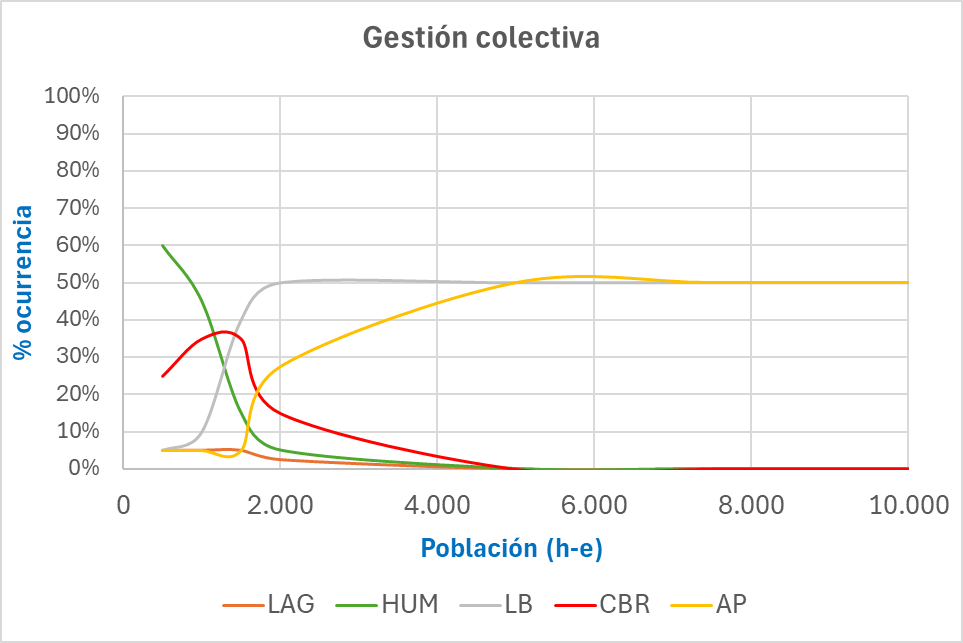 Gestión colectiva
100%
90%
80%
70%
60%
50%
40%
30%
20%
10%
0%
% ocurrencia
0 2.000 4.000 6.000 8.000 10.000
Población (h-e)
LAG HUM LB CBR AP